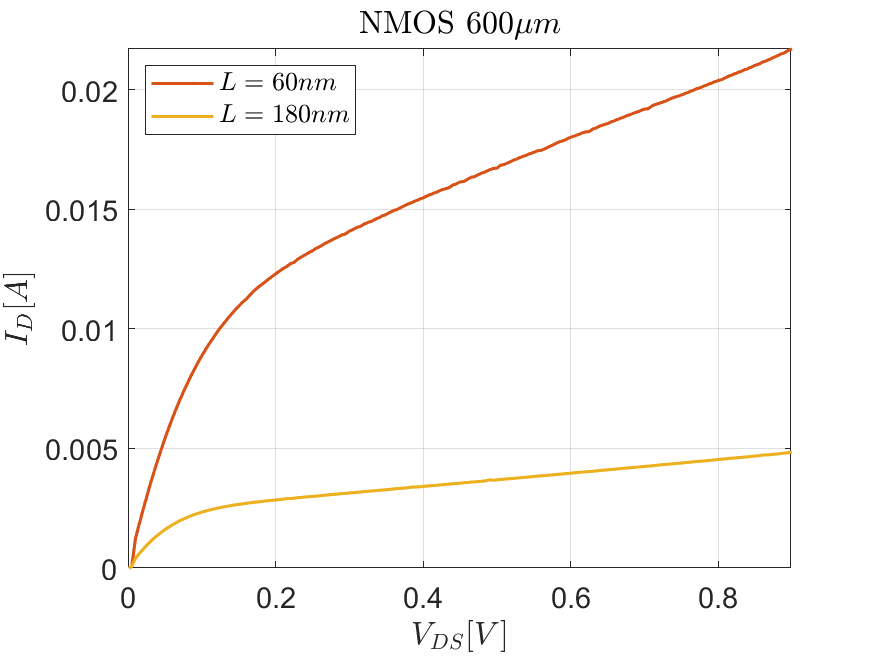 NMOS 600μm
L = 60nm
L = 180nm
0.02
0.015
0.01
0.005
0
I_D[A]
0 0.2 0.4 0.6 0.8
V_DS[V]